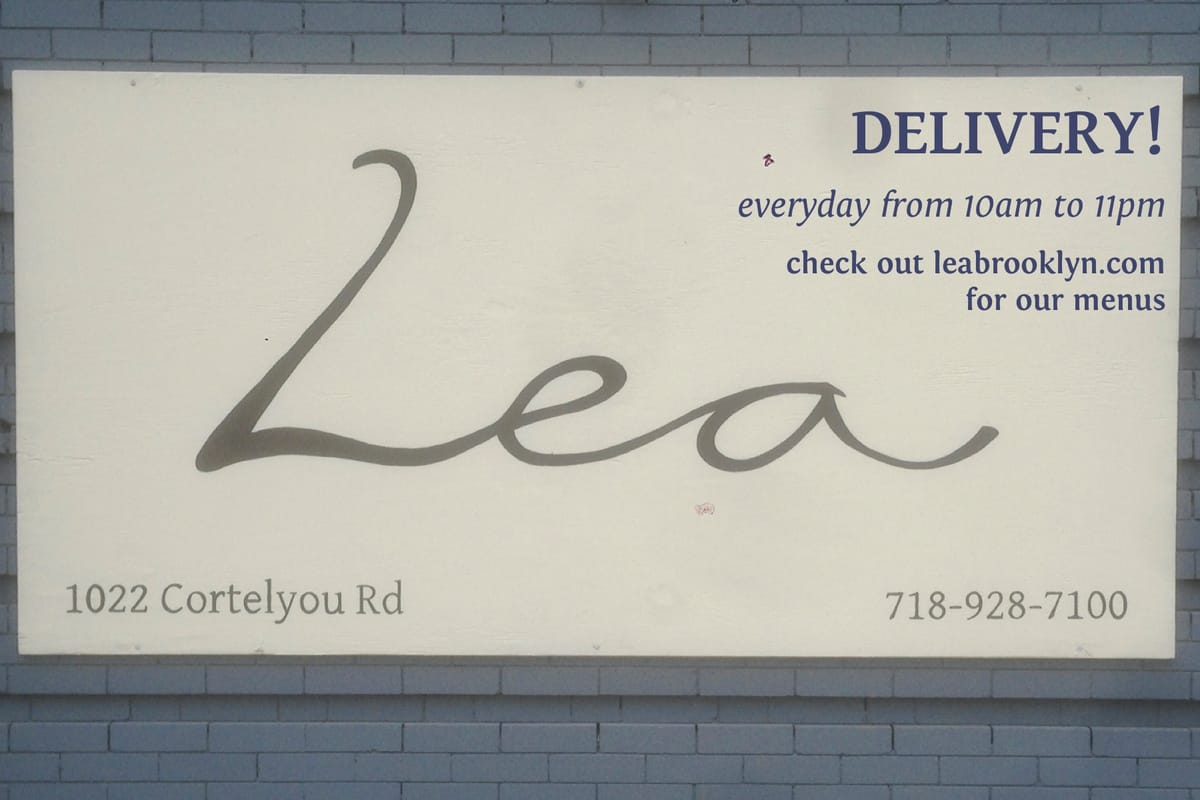 DELIVERY!
everyday from 10am to 11pm
check out leabrooklyn.com
for our menus
Lea
1022 Cortelyou Rd
718-928-7100